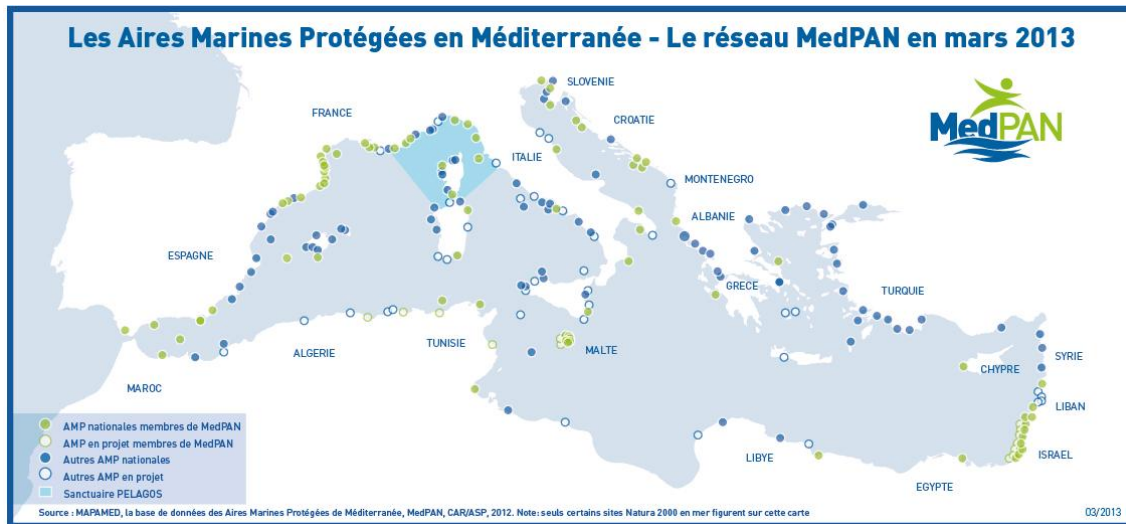 Les Aires Marines Protégées en Méditerranée - Le réseau MedPAN en mars 2013
SLOVENIE
FRANCE
CROATIE
MedPAN
ITALIE
MONTENEGRO
ALBANIE
ESPAGNE
GRECE
TURQUIE
ALGERIE
TUNISIE
MALTE
SYRIE
CHYPRE
MAROC
LIBAN
LIBYE
ISRAEL
EGYPTE
AMP nationales membres de MedPAN
AMP en projet membres de MedPAN
Autres AMP nationales
Autres AMP en projet
Sanctuaire PELAGOS
Source : MAPAMED, la base de données des Aires Marines Protégées de Méditerranée, MedPAN, CAR/ASP, 2012. Note: seuls certains sites Natura 2000 en mer figurent sur cette carte
03/2013